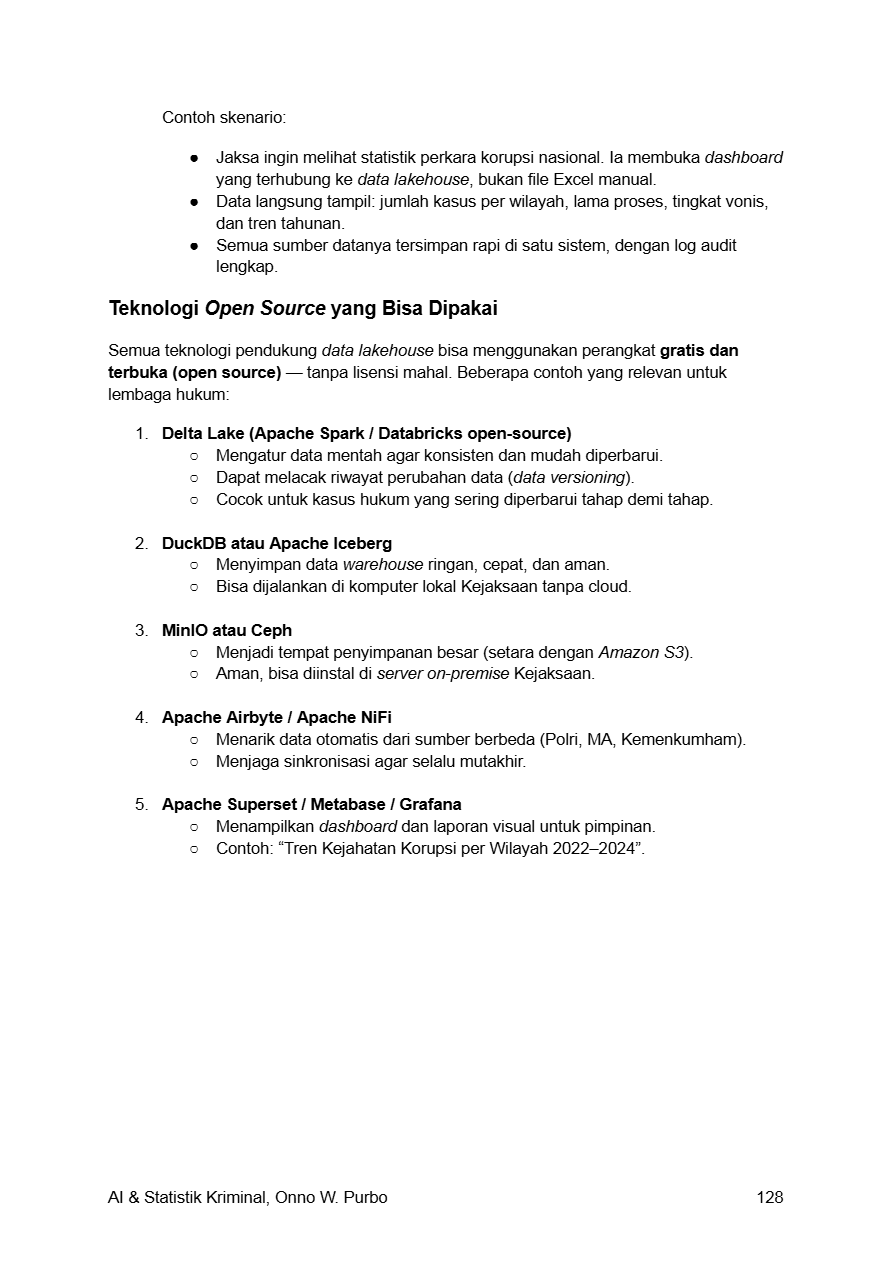 Contoh skenario:
● Jaksa ingin melihat statistik perkara korupsi nasional. Ia membuka dashboard
yang terhubung ke data lakehouse, bukan file Excel manual.
● Data langsung tampil: jumlah kasus per wilayah, lama proses, tingkat vonis,
dan tren tahunan.
● Semua sumber datanya tersimpan rapi di satu sistem, dengan log audit
lengkap.
Teknologi Open Source yang Bisa Dipakai
Semua teknologi pendukung data lakehouse bisa menggunakan perangkat gratis dan
terbuka (open source) — tanpa lisensi mahal. Beberapa contoh yang relevan untuk
lembaga hukum:
1. Delta Lake (Apache Spark / Databricks open-source)
○ Mengatur data mentah agar konsisten dan mudah diperbarui.
○ Dapat melacak riwayat perubahan data (data versioning).
○ Cocok untuk kasus hukum yang sering diperbarui tahap demi tahap.
2. DuckDB atau Apache Iceberg
○ Menyimpan data warehouse ringan, cepat, dan aman.
○ Bisa dijalankan di komputer lokal Kejaksaan tanpa cloud.
3. MinIO atau Ceph
○ Menjadi tempat penyimpanan besar (setara dengan Amazon S3).
○ Aman, bisa diinstal di server on-premise Kejaksaan.
4. Apache Airbyte / Apache NiFi
○ Menarik data otomatis dari sumber berbeda (Polri, MA, Kemenkumham).
○ Menjaga sinkronisasi agar selalu mutakhir.
5. Apache Superset / Metabase / Grafana
○ Menampilkan dashboard dan laporan visual untuk pimpinan.
○ Contoh: “Tren Kejahatan Korupsi per Wilayah 2022–2024”.
AI & Statistik Kriminal, Onno W. Purbo 128